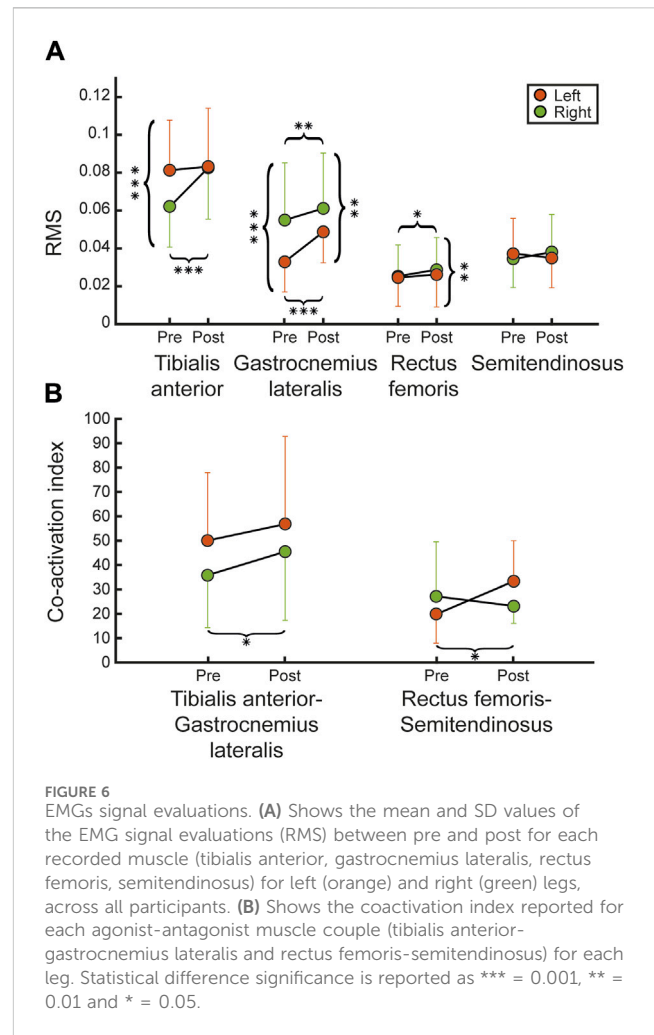 A
Left
Right
0.12
0.1
0.08
0.06
0.04
0.02
0
RMS
***
***
***
**
***
**
*
**
Pre Post Pre Post Pre Post Pre Post
Tibialis Gastrocnemius Rectus Semitendinosus
anterior lateralis femoris
B
100
90
80
70
60
50
40
30
20
10
0
Co-activation index
*
*
Pre Post Pre Post
Tibialis anterior- Rectus femoris-
Gastrocnemius Semitendinosus
lateralis
FIGURE 6
EMGs signal evaluations. (A) Shows the mean and SD values of
the EMG signal evaluations (RMS) between pre and post for each
recorded muscle (tibialis anterior, gastrocnemius lateralis, rectus
femoris, semitendinosus) for left (orange) and right (green) legs,
across all participants. (B) Shows the coactivation index reported for
each agonist-antagonist muscle couple (tibialis anterior-
gastrocnemius lateralis and rectus femoris-semitendinosus) for each
leg. Statistical difference significance is reported as *** = 0.001, ** =
0.01 and * = 0.05.